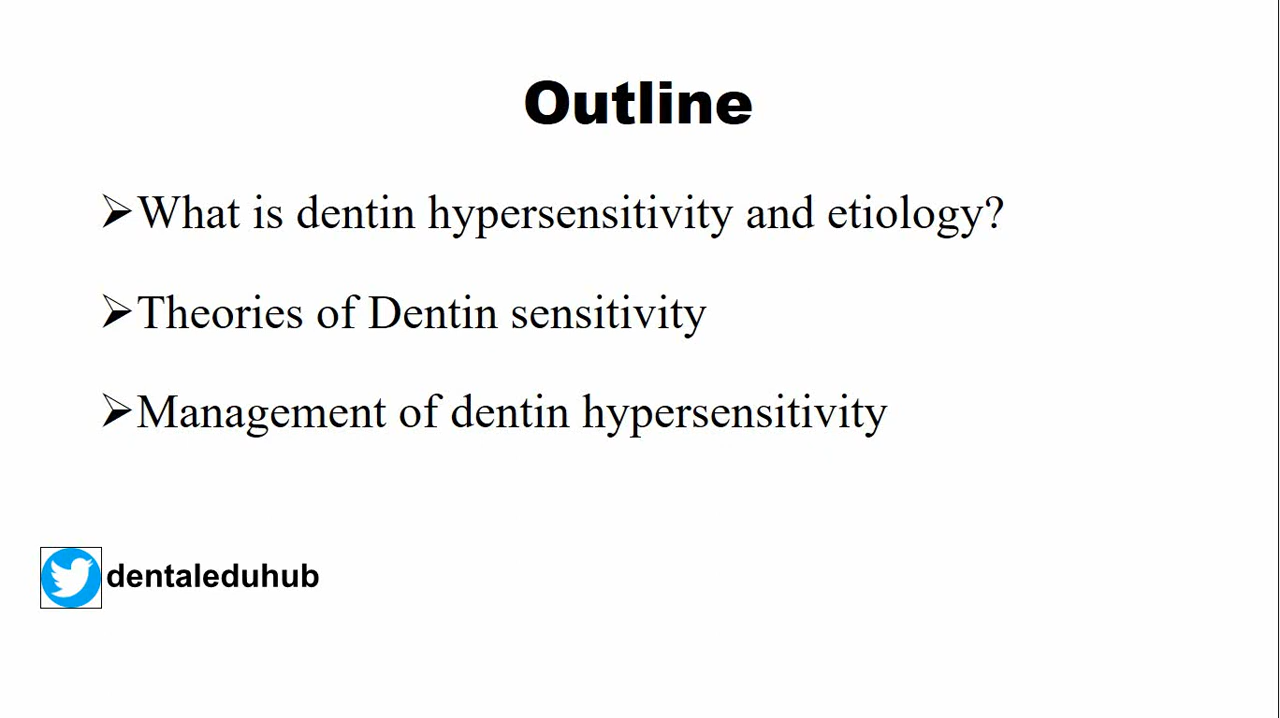 Outline
➢What is dentin hypersensitivity and etiology?
➢Theories of Dentin sensitivity
➢Management of dentin hypersensitivity
dentaleduhub